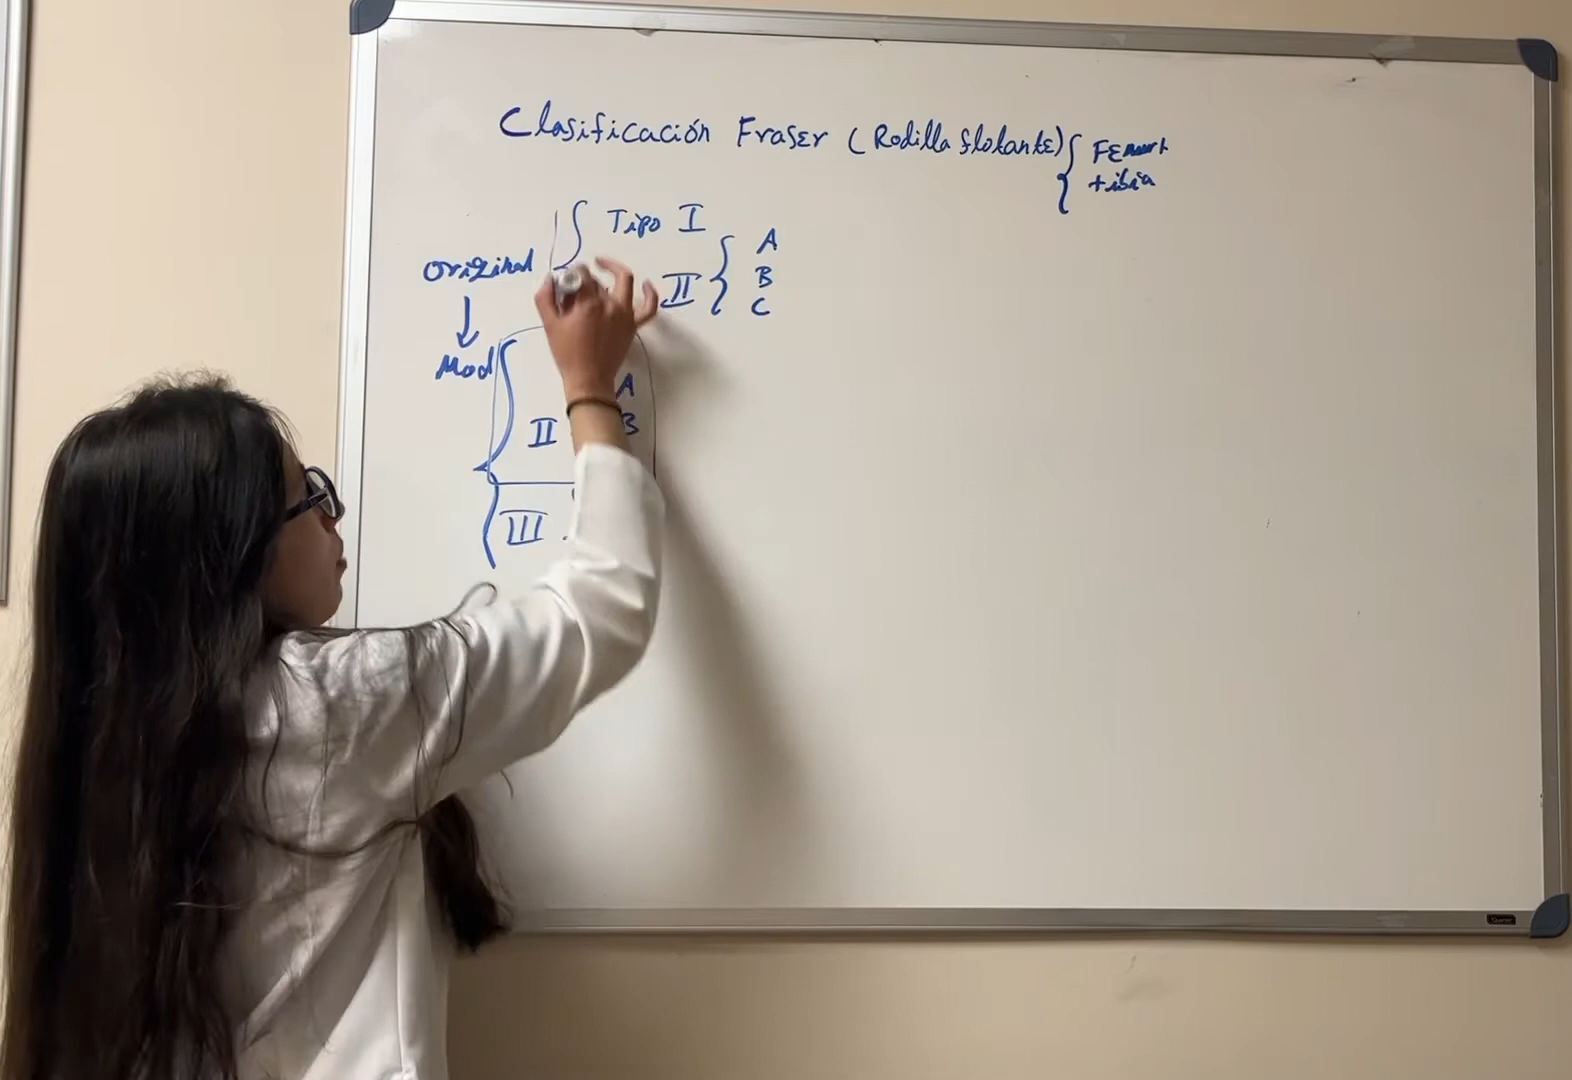 Clasificación Fraser (Rodilla flotante) { Femur
tibia
Tipo I
Original
II
A
B
C
Mod
A
II
B
III